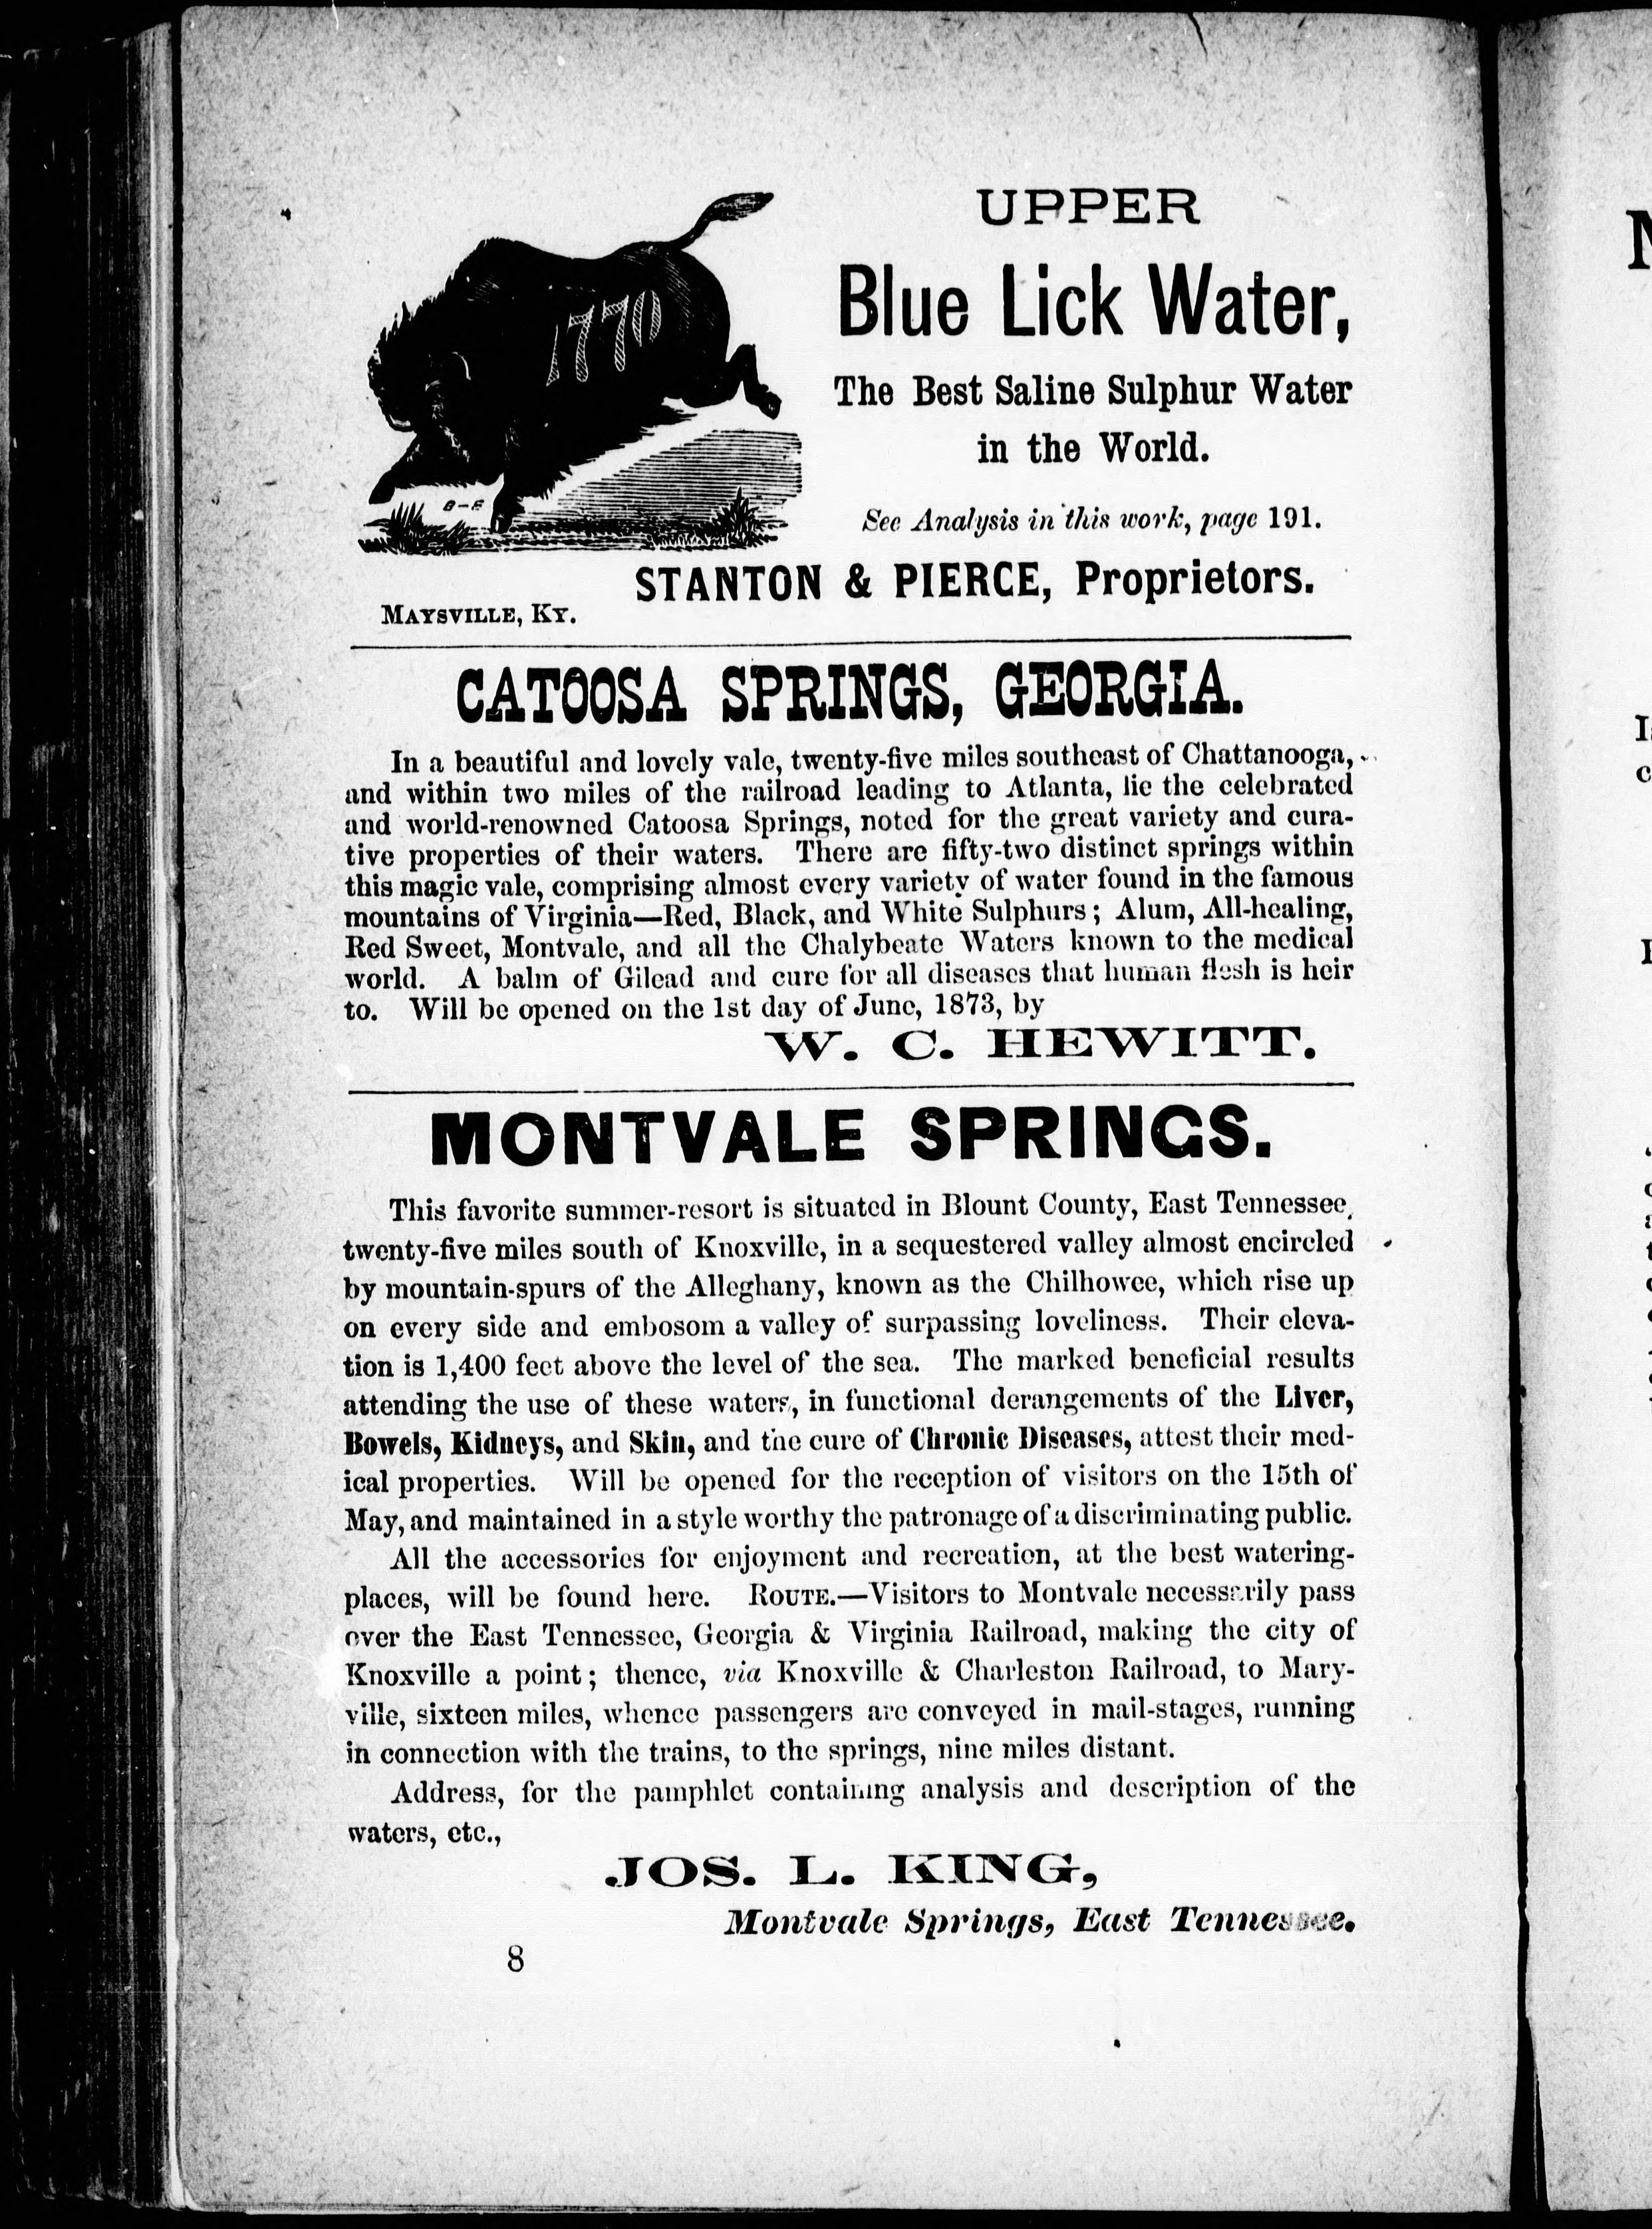 UPPER
Blue Lick Water,
The Best Saline Sulphur Water
in the World.
See Analysis in this work, page 191.
1770
B-E
STANTON & PIERCE, Proprietors.
MAYSVILLE, KY.
CATOOSA SPRINGS, GEORGIA.
In a beautiful and lovely vale, twenty-five miles southeast of Chattanooga,
and within two miles of the railroad leading to Atlanta, lie the celebrated
and world-renowned Catoosa Springs, noted for the great variety and cura-
tive properties of their waters. There are fifty-two distinct springs within
this magic vale, comprising almost every variety of water found in the famous
mountains of Virginia—Red, Black, and White Sulphurs; Alum, All-healing,
Red Sweet, Montvale, and all the Chalybeate Waters known to the medical
world. A balm of Gilead and cure for all diseases that human flesh is heir
to. Will be opened on the 1st day of June, 1873, by
W. C. HEWITT.
MONTVALE SPRINGS.
This favorite summer-resort is situated in Blount County, East Tennessee,
twenty-five miles south of Knoxville, in a sequestered valley almost encircled
by mountain-spurs of the Alleghany, known as the Chilhowee, which rise up
on every side and embosom a valley of surpassing loveliness. Their eleva-
tion is 1,400 feet above the level of the sea. The marked beneficial results
attending the use of these waters, in functional derangements of the Liver,
Bowels, Kidneys, and Skin, and the cure of Chronic Diseases, attest their med-
ical properties. Will be opened for the reception of visitors on the 15th of
May, and maintained in a style worthy the patronage of a discriminating public.
All the accessories for enjoyment and recreation, at the best watering-
places, will be found here. ROUTE.—Visitors to Montvale necessarily pass
over the East Tennessee, Georgia & Virginia Railroad, making the city of
Knoxville a point; thence, via Knoxville & Charleston Railroad, to Mary-
ville, sixteen miles, whence passengers are conveyed in mail-stages, running
in connection with the trains, to the springs, nine miles distant.
Address, for the pamphlet containing analysis and description of the
waters, etc.,
JOS. L. KING,
Montvale Springs, East Tennessee.
8